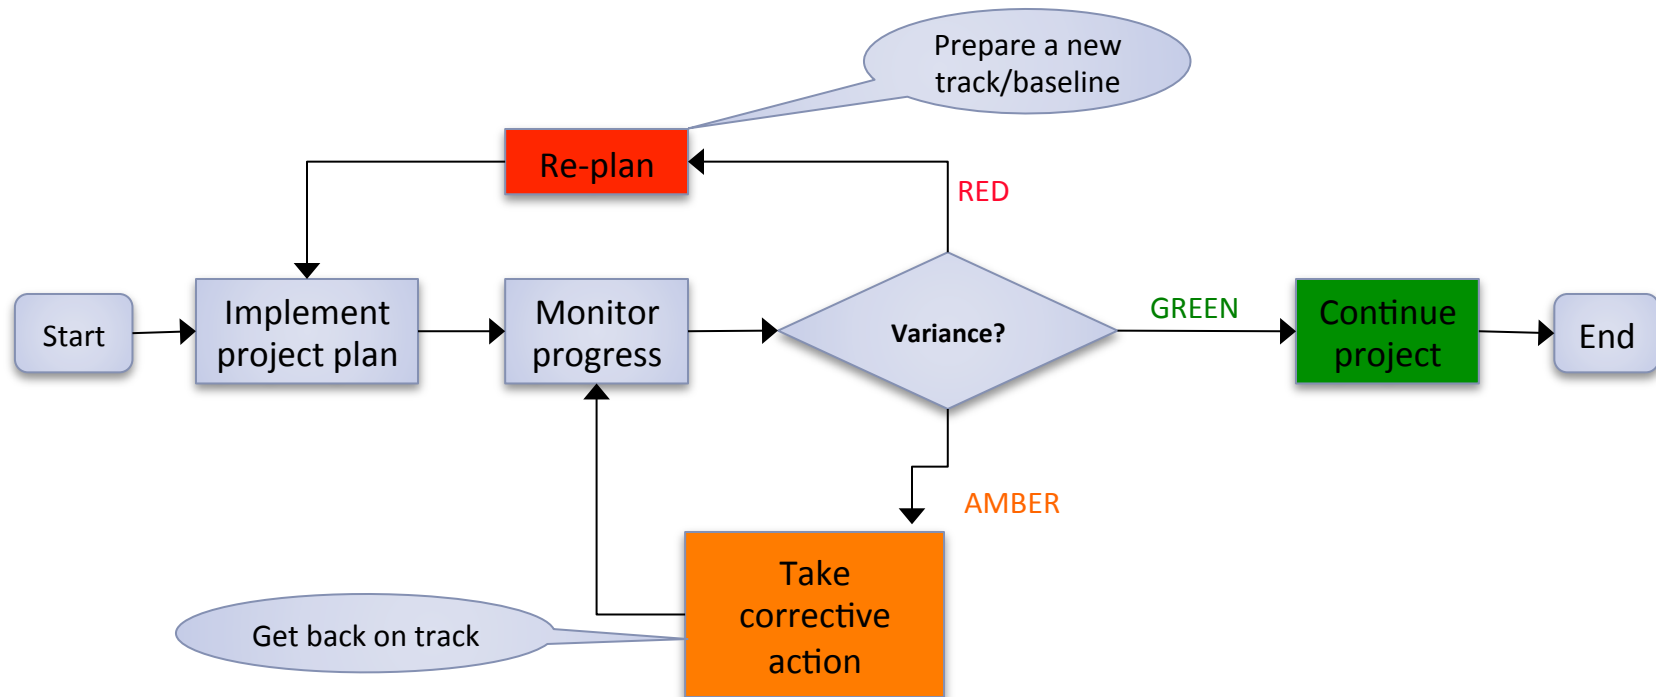 Prepare a new
track/baseline
Re-plan
RED
Start
Implement
project plan
Monitor
progress
Variance?
GREEN
Continue
project
End
AMBER
Take
corrective
action
Get back on track